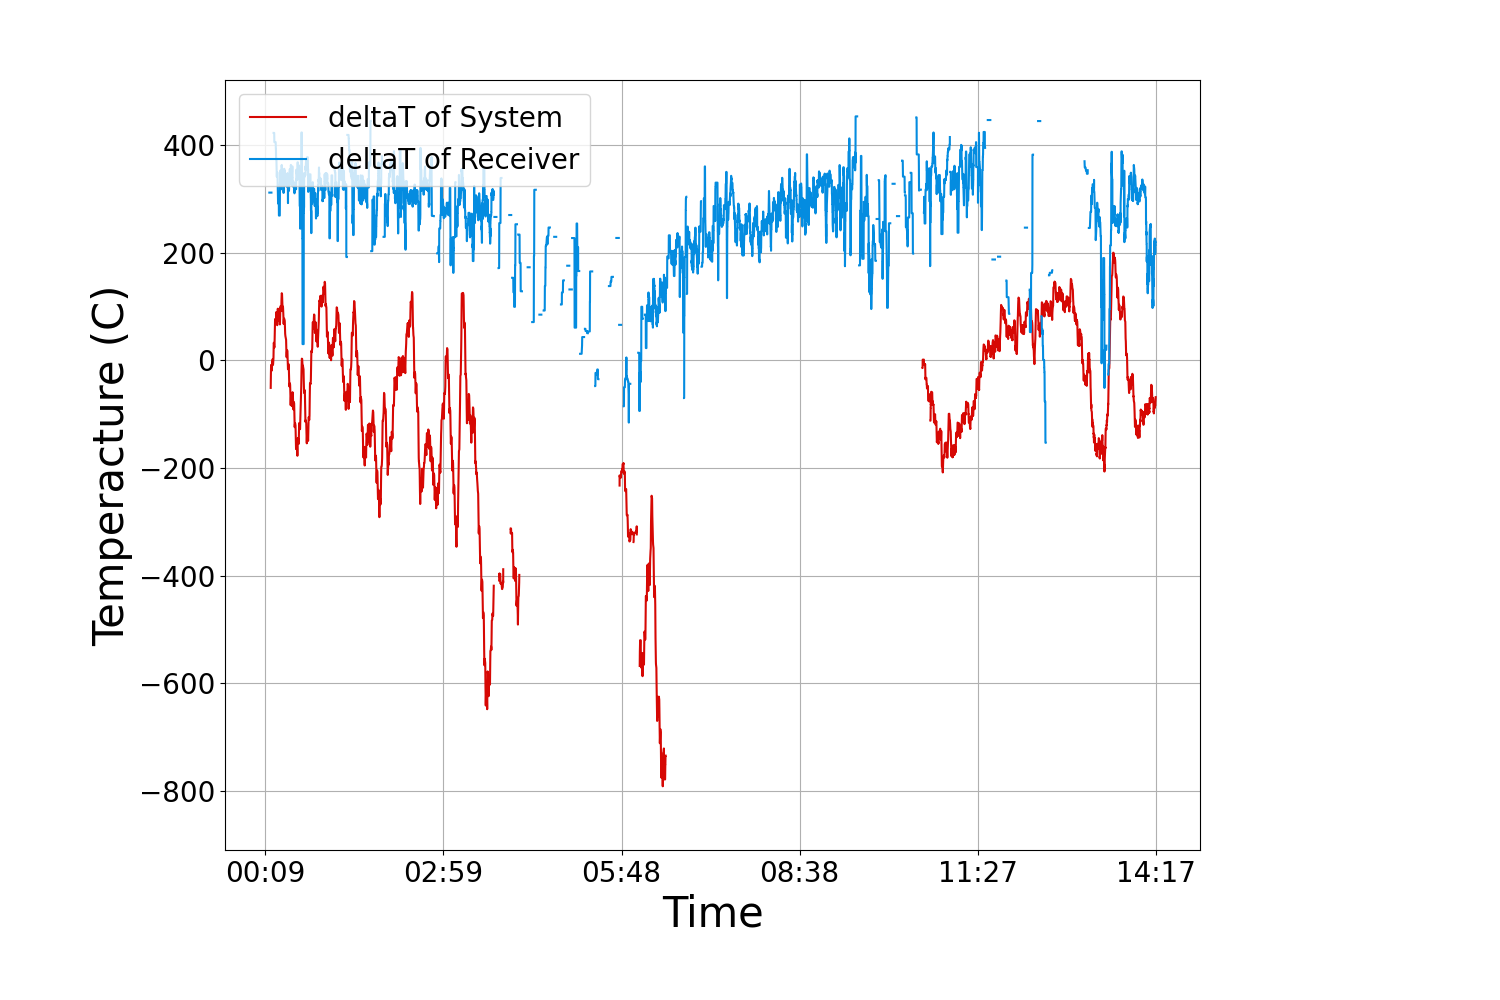 deltaT of System
deltaT of Receiver
400
200
0
−200
−400
−600
−800
Temperacture (C)
00:09 02:59 05:48 08:38 11:27 14:17
Time